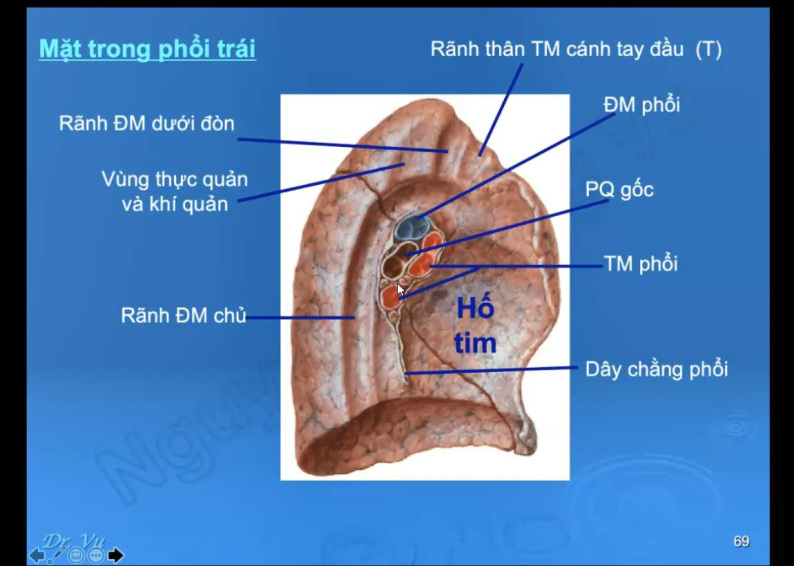 Mặt trong phổi trái
Rãnh thân TM cánh tay đầu (T)
ĐM phổi
Rãnh ĐM dưới đòn
Vùng thực quản
và khí quản
PQ gốc
TM phổi
Rãnh ĐM chủ
Hố
tim
Dây chằng phổi
Dr. Vu
69